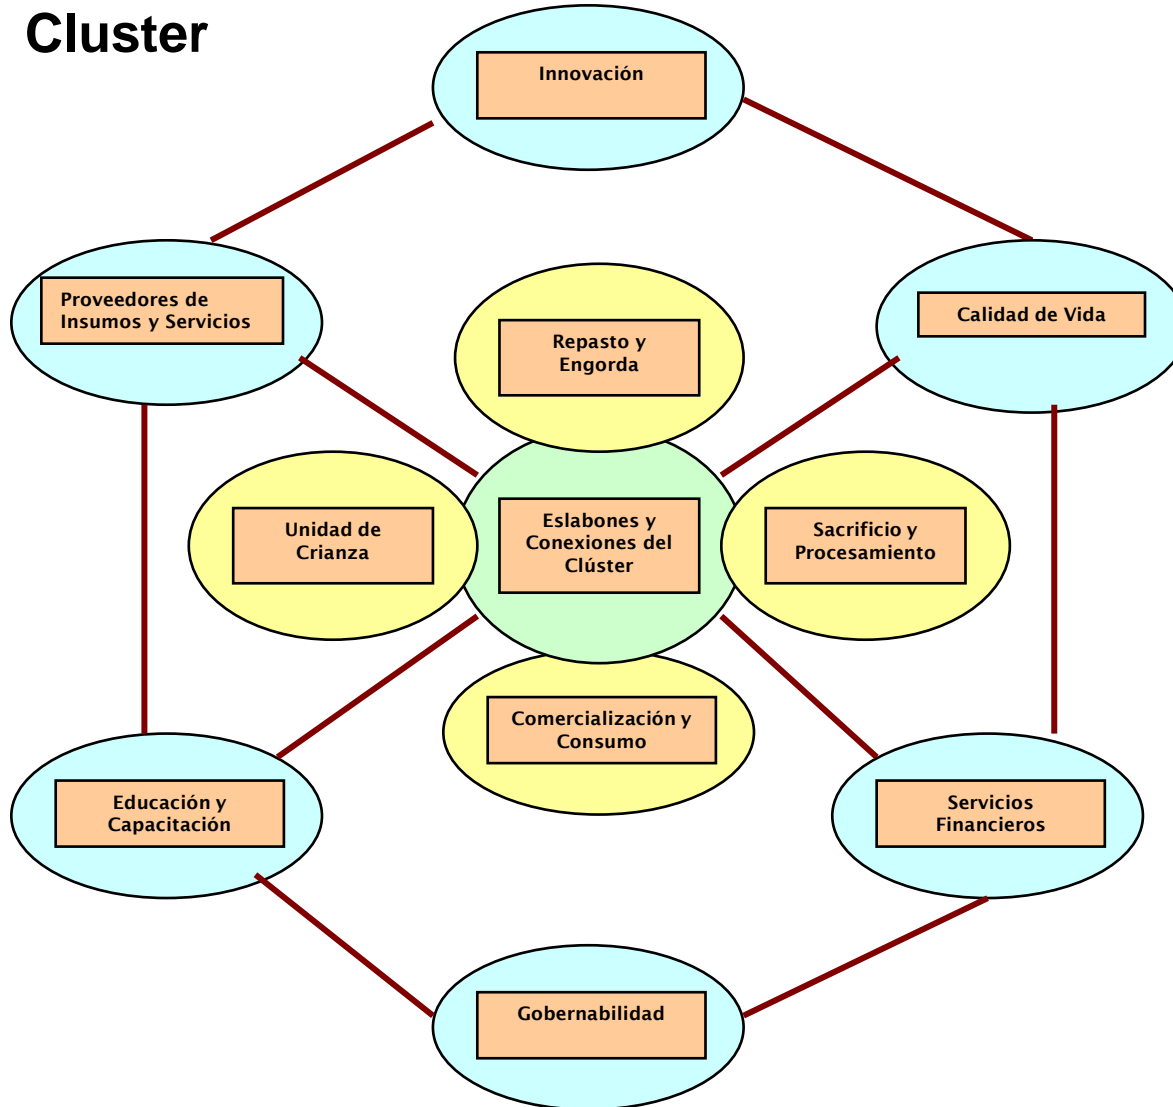 Cluster
Innovación
Proveedores de
Insumos y Servicios
Calidad de Vida
Repasto y
Engorda
Unidad de
Crianza
Eslabones y
Conexiones del
Clúster
Sacrificio y
Procesamiento
Comercialización y
Consumo
Educación y
Capacitación
Servicios
Financieros
Gobernabilidad